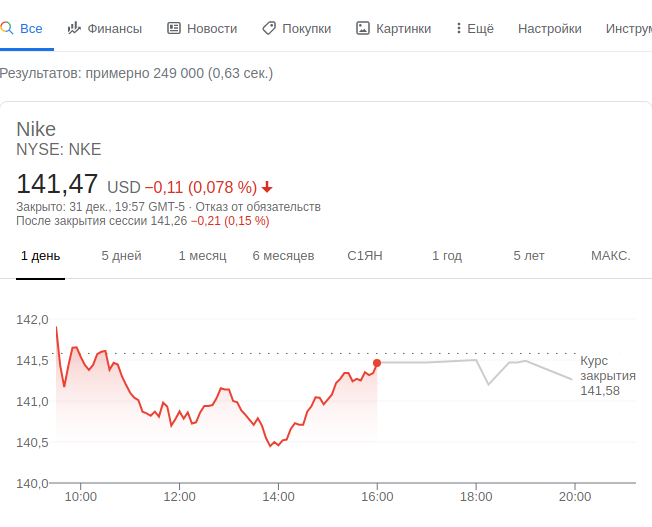 Все Финансы Новости Покупки Картинки Ещё Настройки Инструм
Результатов: примерно 249 000 (0,63 сек.)
Nike
NYSE: NKE
141,47 USD −0,11 (0,078 %)
Закрыто: 31 дек., 19:57 GMT-5 · Отказ от обязательств
После закрытия сессии 141,26 −0,21 (0,15 %)
1 день 5 дней 1 месяц 6 месяцев С1ЯН 1 год 5 лет МАКС.
142,0
141,5
141,0
140,5
140,0
Курс
закрытия
141,58
10:00 12:00 14:00 16:00 18:00 20:00